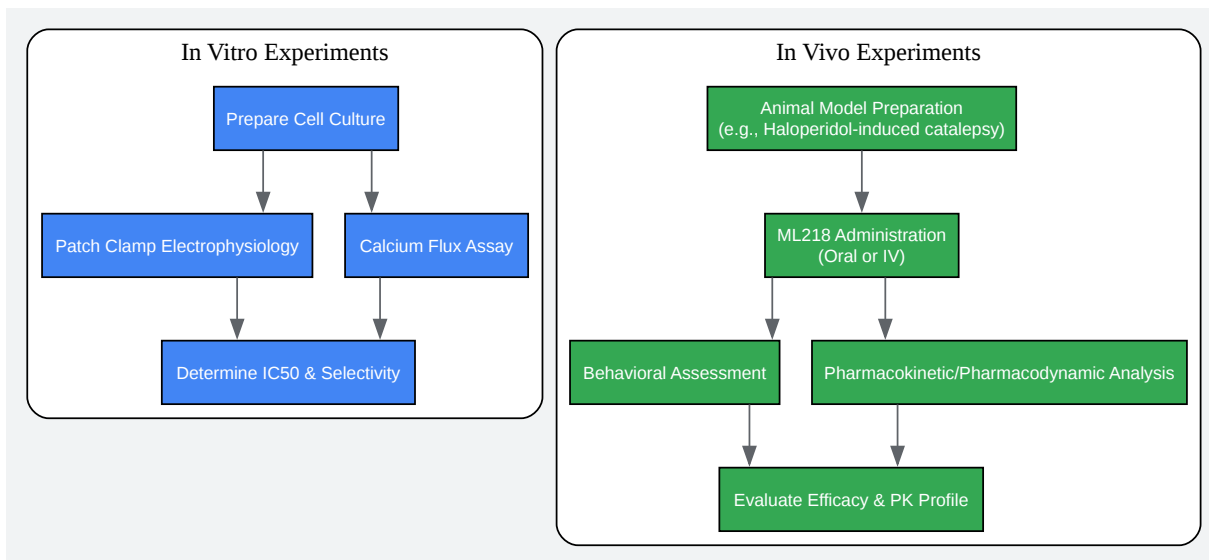 In Vitro Experiments
Prepare Cell Culture
Patch Clamp Electrophysiology
Calcium Flux Assay
Determine IC50 & Selectivity
In Vivo Experiments
Animal Model Preparation
(e.g., Haloperidol-induced catalepsy)
ML218 Administration
(Oral or IV)
Behavioral Assessment
Pharmacokinetic/Pharmacodynamic Analysis
Evaluate Efficacy & PK Profile